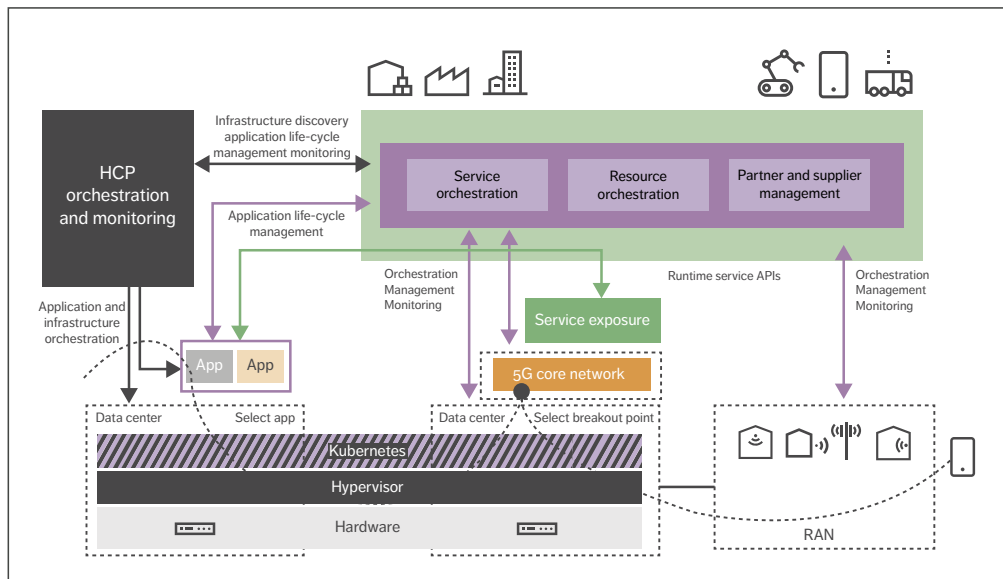 Infrastructure discovery
application life-cycle
management monitoring
HCP
orchestration
and monitoring
Service
orchestration
Resource
orchestration
Partner and supplier
management
Application life-cycle
management
Orchestration
Management
Monitoring
Runtime service APIs
Orchestration
Management
Monitoring
Application and
infrastructure
orchestration
Service exposure
App
App
5G core network
Data center
Select app
Data center
Select breakout point
Kubernetes
Hypervisor
Hardware
RAN